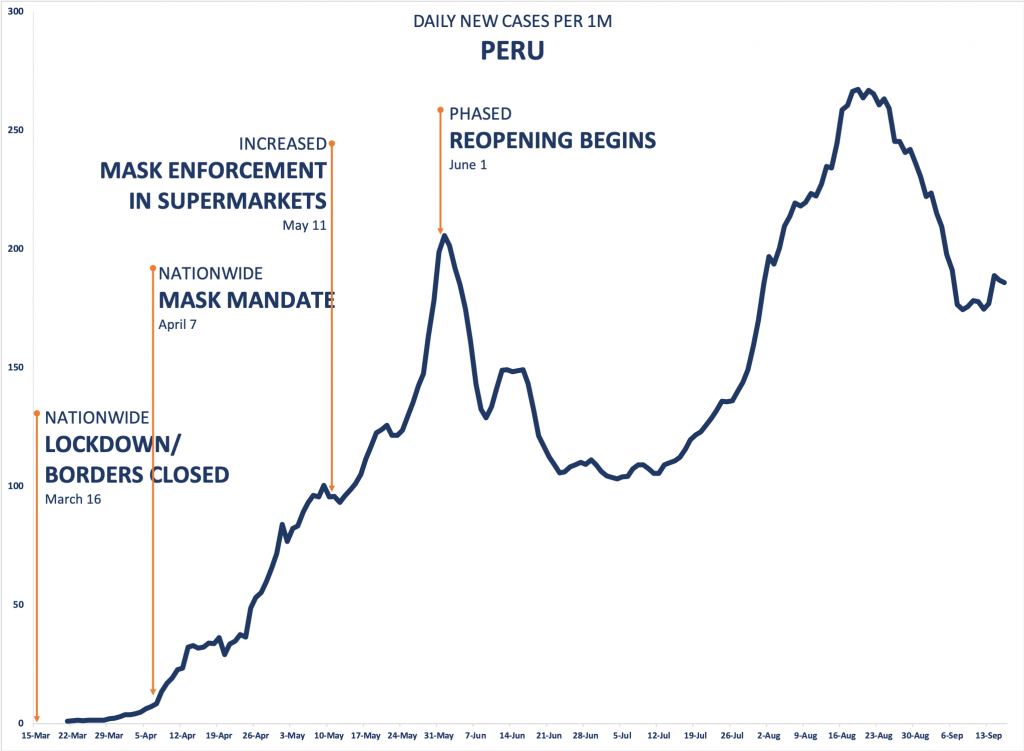 DAILY NEW CASES PER 1M
PERU
300
250
200
150
100
50
0
PHASED
REOPENING BEGINS
June 1
INCREASED
MASK ENFORCEMENT
IN SUPERMARKETS
May 11
NATIONWIDE
MASK MANDATE
April 7
NATIONWIDE
LOCKDOWN/
BORDERS CLOSED
March 16
15-Mar 22-Mar 29-Mar 5-Apr 12-Apr 19-Apr 26-Apr 3-May 10-May 17-May 24-May 31-May 7-Jun 14-Jun 21-Jun 28-Jun 5-Jul 12-Jul 19-Jul 26-Jul 2-Aug 9-Aug 16-Aug 23-Aug 30-Aug 6-Sep 13-Sep